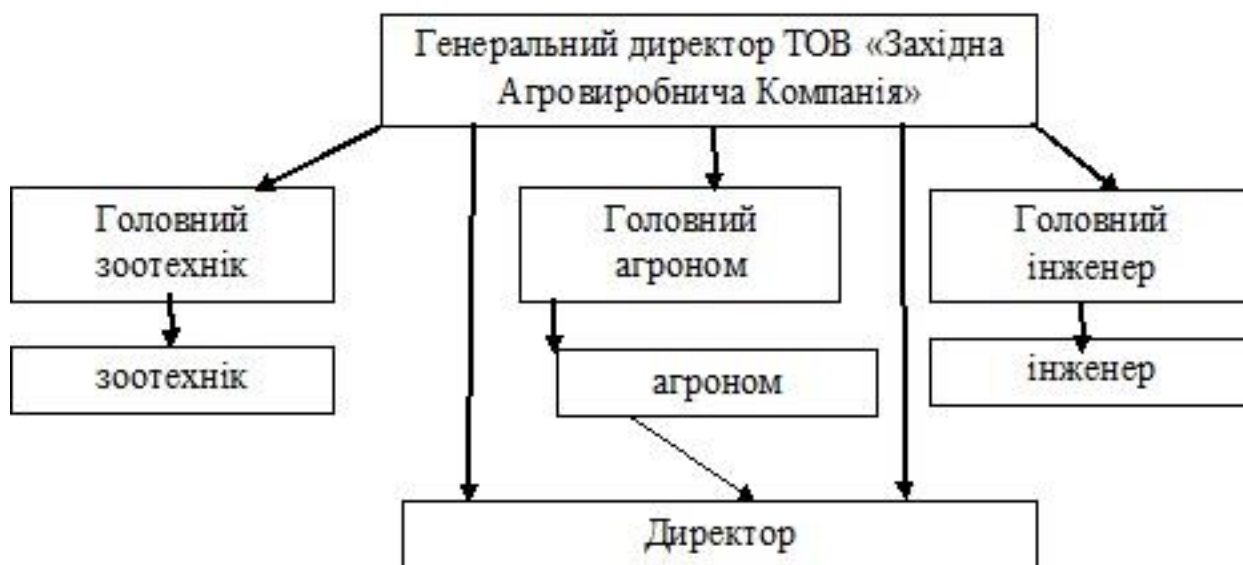 Генеральний директор ТОВ «Західна
Агровиробнича Компанія»
Головний
зоотехнік
Головний
агроном
Головний
інженер
зоотехнік
агроном
інженер
Директор